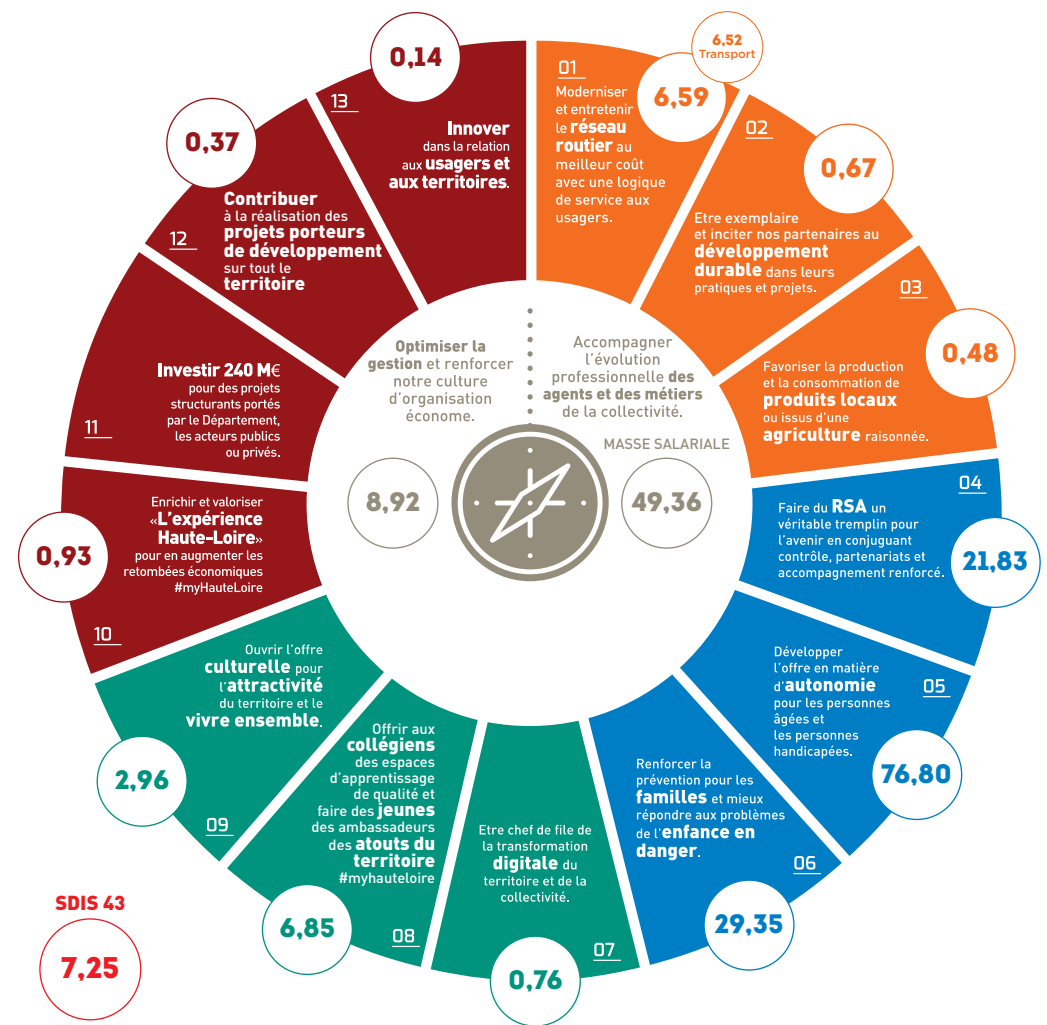 6,52
Transport
01
Moderniser
et entretenir
le réseau
routier au
meilleur coût
avec une logique
de service aux
usagers.
6,59
02
0,67
Etre exemplaire
et inciter nos partenaires au
développement
durable dans leurs
pratiques et projets.
03
0,48
Favoriser la production
et la consommation de
produits locaux
ou issus d'une
agriculture raisonnée.
04
Faire du RSA un
véritable tremplin pour
l'avenir en conjuguant
contrôle, partenariats et
accompagnement renforcé.
21,83
Développer
l'offre en matière
d'autonomie
pour les personnes
âgées et
les personnes
handicapées.
05
76,80
Renforcer la
prévention pour les
familles et mieux
répondre aux problèmes
de l'enfance en
danger.
06
29,35
Etre chef de file de
la transformation
digitale du
territoire et de la
collectivité.
07
0,76
Offrir aux
collégiens
des espaces
d'apprentissage
de qualité et
faire des jeunes
des ambassadeurs
des atouts du
territoire
#myhauteloire
08
6,85
Ouvrir l'offre
culturelle pour
l'attractivité
du territoire et le
vivre ensemble.
09
2,96
Enrichir et valoriser
«L'expérience
Haute-Loire»
pour en augmenter les
retombées économiques
#myHauteLoire
10
0,93
Investir 240 M€
pour des projets
structurants portés
par le Département,
les acteurs publics
ou privés.
11
12
0,37
Contribuer
à la réalisation des
projets porteurs
de développement
sur tout le
territoire
13
0,14
Innover
dans la relation
aux usagers et
aux territoires.
Optimiser la
gestion et renforcer
notre culture
d'organisation
économe.
8,92
Accompagner
l'évolution
professionnelle des
agents et des métiers
de la collectivité.
MASSE SALARIALE
49,36
SDIS 43
7,25